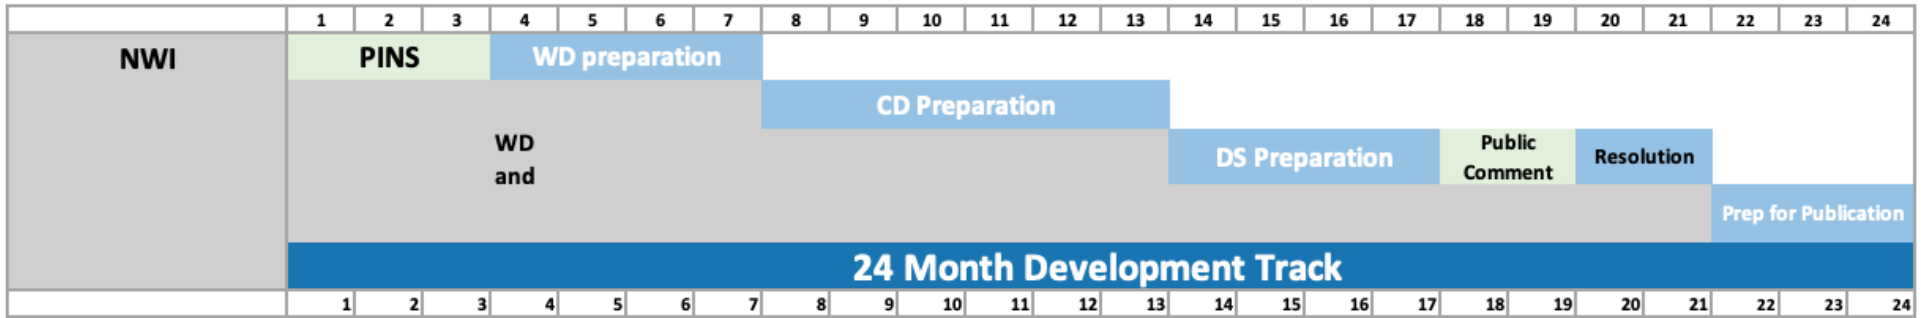 1 2 3 4 5 6 7 8 9 10 11 12 13 14 15 16 17 18 19 20 21 22 23 24
NWI PINS WD preparation
CD Preparation
WD
and
DS Preparation
Public
Comment
Resolution
Prep for Publication
24 Month Development Track
1 2 3 4 5 6 7 8 9 10 11 12 13 14 15 16 17 18 19 20 21 22 23 24